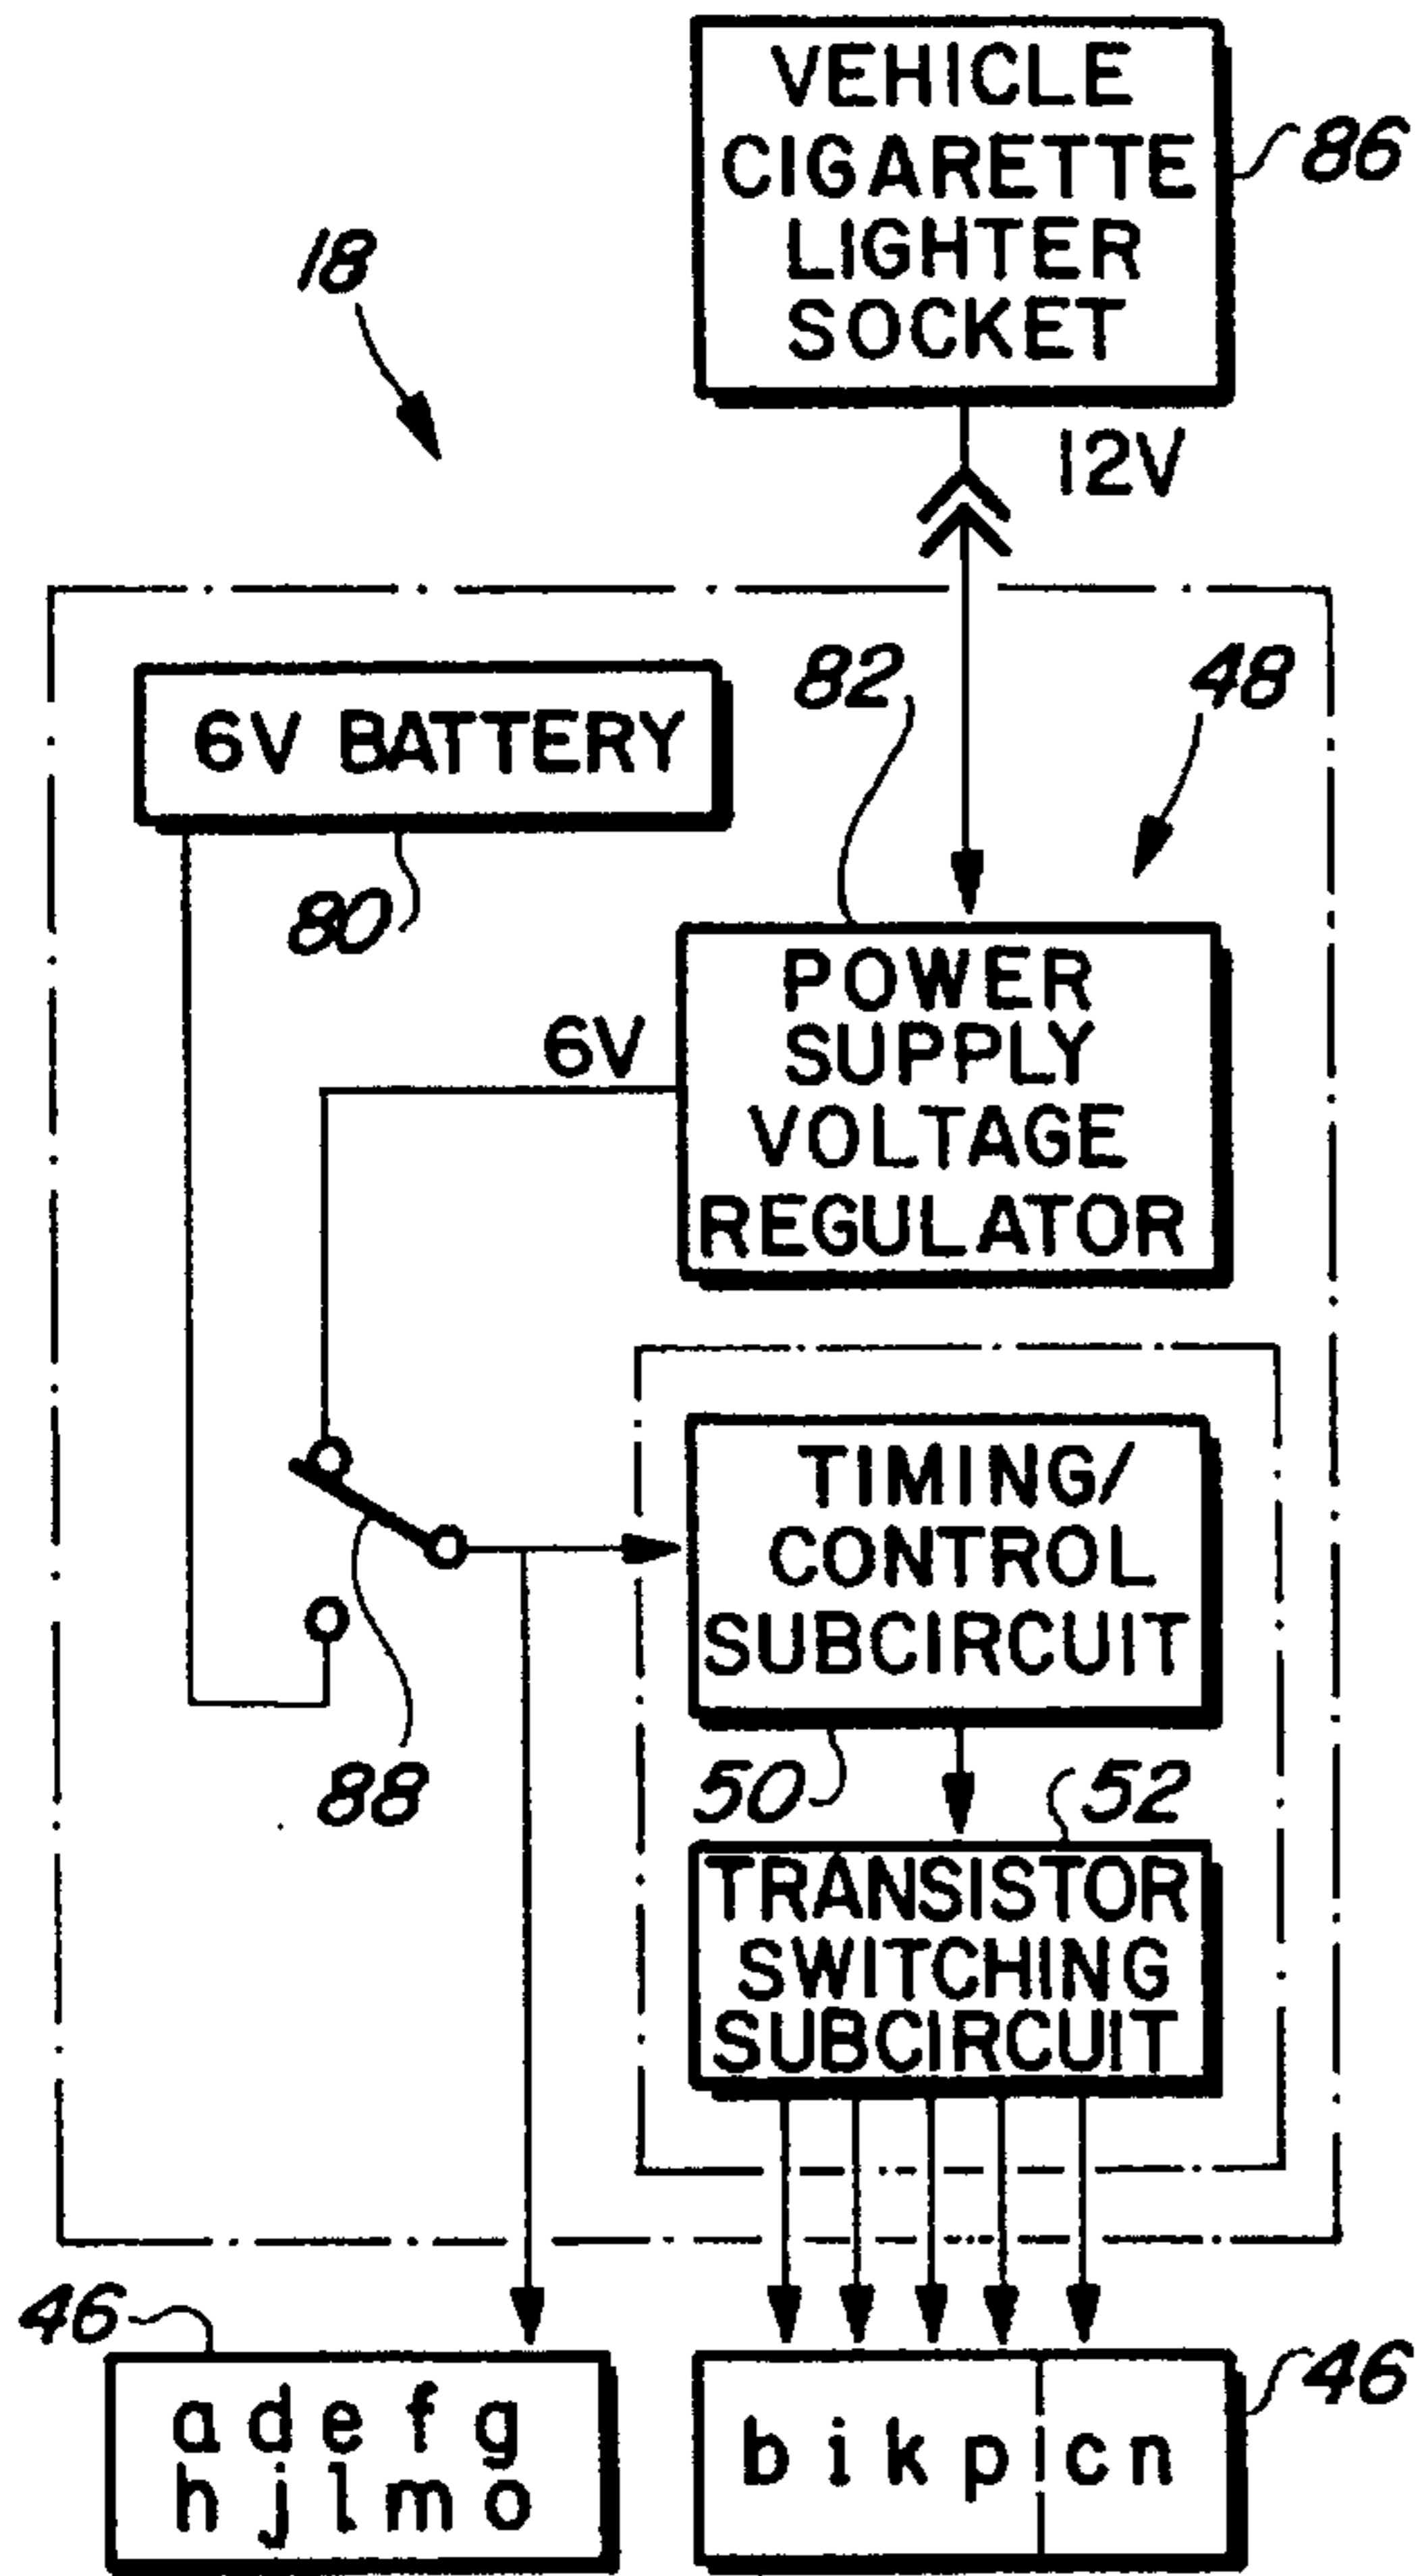 VEHICLE
CIGARETTE
LIGHTER
SOCKET
86
18
12V
82
48
6V BATTERY
80
POWER
SUPPLY
VOLTAGE
REGULATOR
6V
TIMING/
CONTROL
SUBCIRCUIT
88
50
52
TRANSISTOR
SWITCHING
SUBCIRCUIT
46
a d e f g
h j l m o
b i k p c n
46